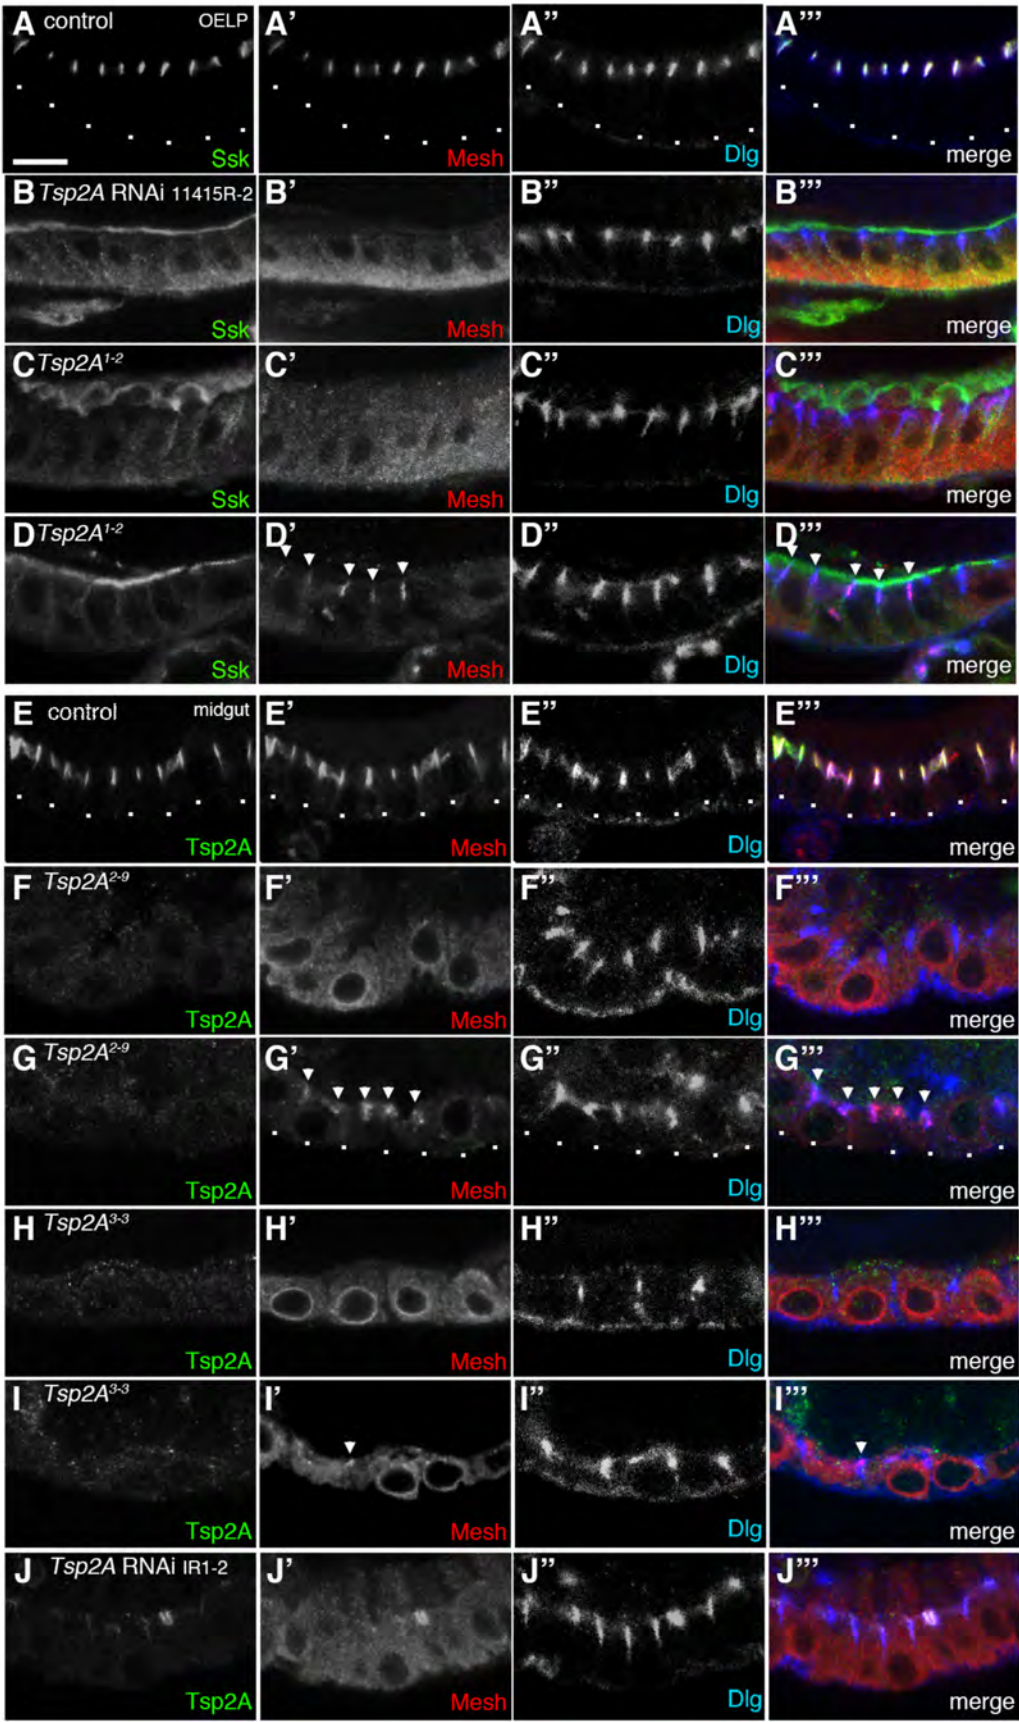 A control OELP A’ A’’ A’’’
Ssk Mesh Dlg merge
B Tsp2A RNAi 11415R-2 B’ B’’ B’’’
Ssk Mesh Dlg merge
C Tsp2A1-2 C’ C’’ C’’’
Ssk Mesh Dlg merge
D Tsp2A1-2 D’ D’’ D’’’
Ssk Mesh Dlg merge
E control midgut E’ E’’ E’’’
Tsp2A Mesh Dlg merge
F Tsp2A2-9 F’ F’’ F’’’
Tsp2A Mesh Dlg merge
G Tsp2A2-9 G’ G’’ G’’’
Tsp2A Mesh Dlg merge
H Tsp2A3-3 H’ H’’ H’’’
Tsp2A Mesh Dlg merge
I Tsp2A3-3 I’ I’’ I’’’
Tsp2A Mesh Dlg merge
J Tsp2A RNAi IR1-2 J’ J’’ J’’’
Tsp2A Mesh Dlg merge